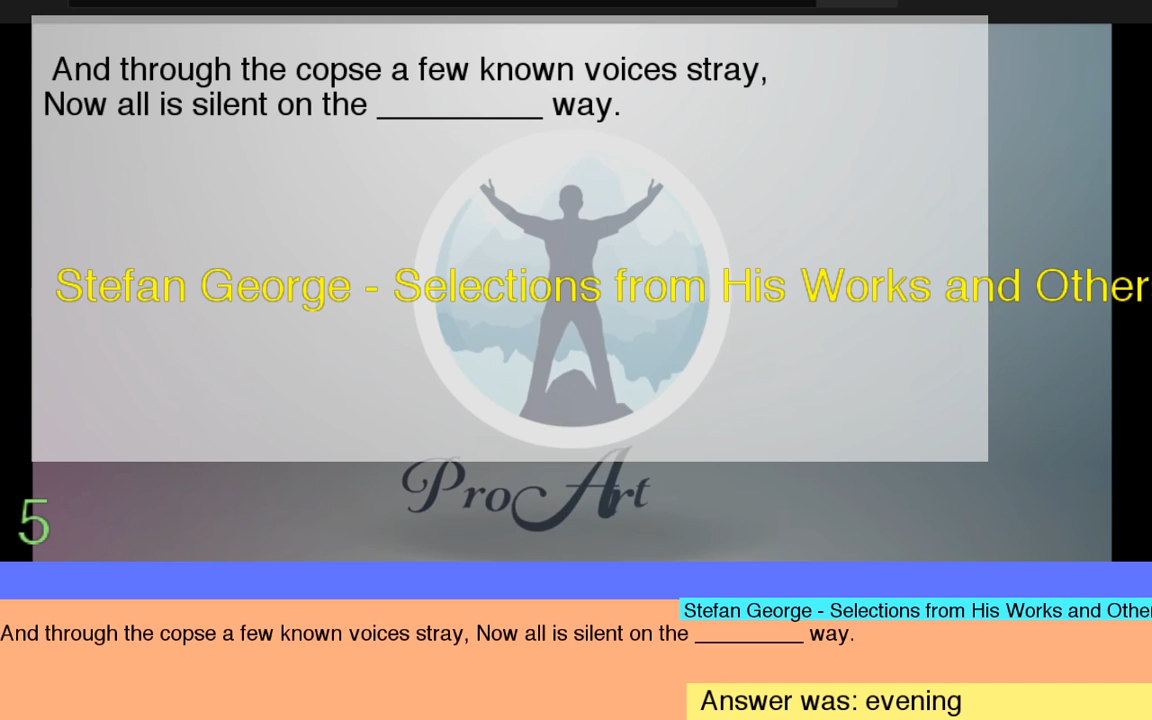 And through the copse a few known voices stray,
Now all is silent on the __________ way.
Stefan George - Selections from His Works and Other
ProArt
5
Stefan George - Selections from His Works and Other
And through the copse a few known voices stray, Now all is silent on the __________ way.
Answer was: evening